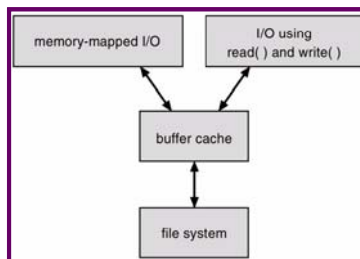 memory-mapped I/O
I/O using
read( ) and write( )
buffer cache
file system